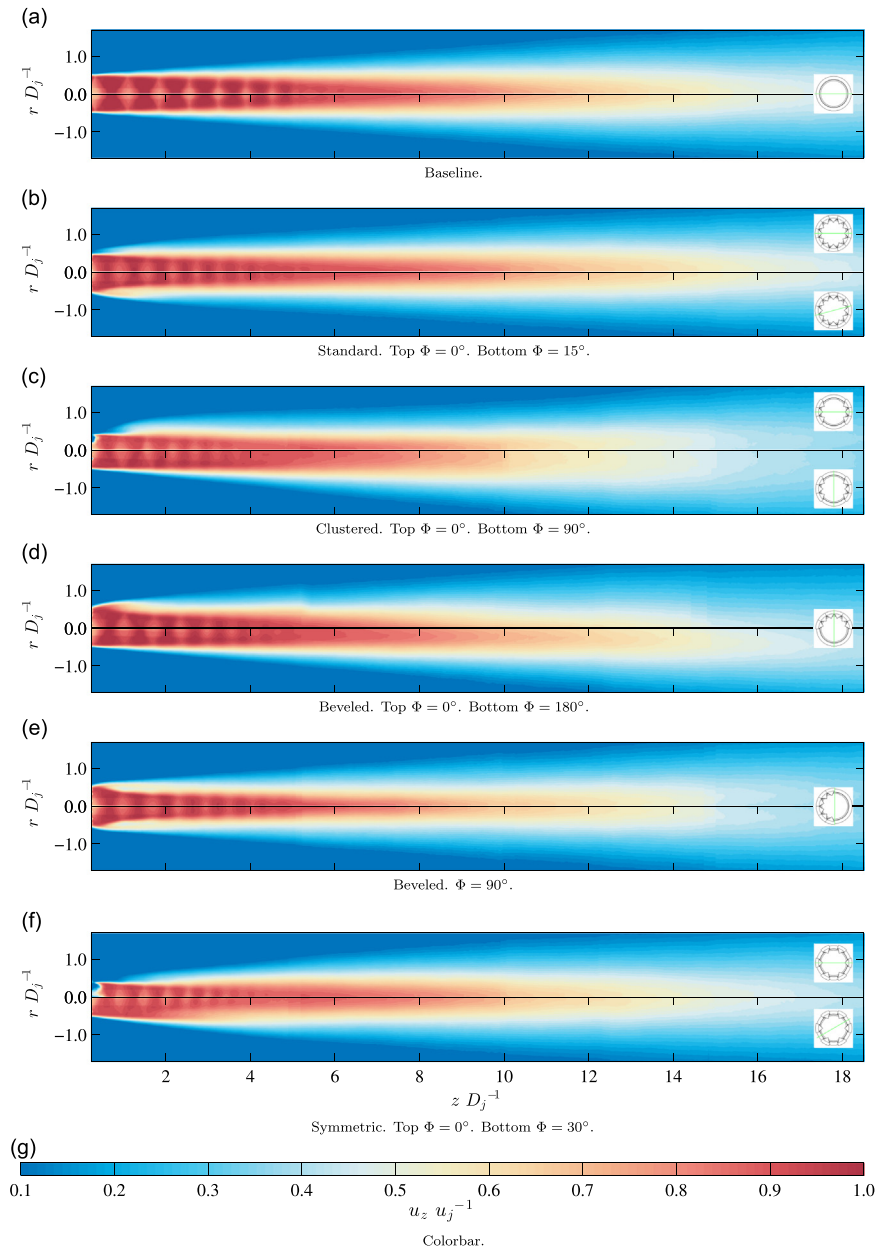 (a)
r D_j^-1
1.0
0.0
-1.0
Baseline.
(b)
r D_j^-1
1.0
0.0
-1.0
Standard. Top Φ = 0°. Bottom Φ = 15°.
(c)
r D_j^-1
1.0
0.0
-1.0
Clustered. Top Φ = 0°. Bottom Φ = 90°.
(d)
r D_j^-1
1.0
0.0
-1.0
Beveled. Top Φ = 0°. Bottom Φ = 180°.
(e)
r D_j^-1
1.0
0.0
-1.0
Beveled. Φ = 90°.
(f)
r D_j^-1
1.0
0.0
-1.0
2 4 6 8 10 12 14 16 18
z D_j^-1
Symmetric. Top Φ = 0°. Bottom Φ = 30°.
(g)
0.1 0.2 0.3 0.4 0.5 0.6 0.7 0.8 0.9 1.0
u_z u_j^-1
Colorbar.